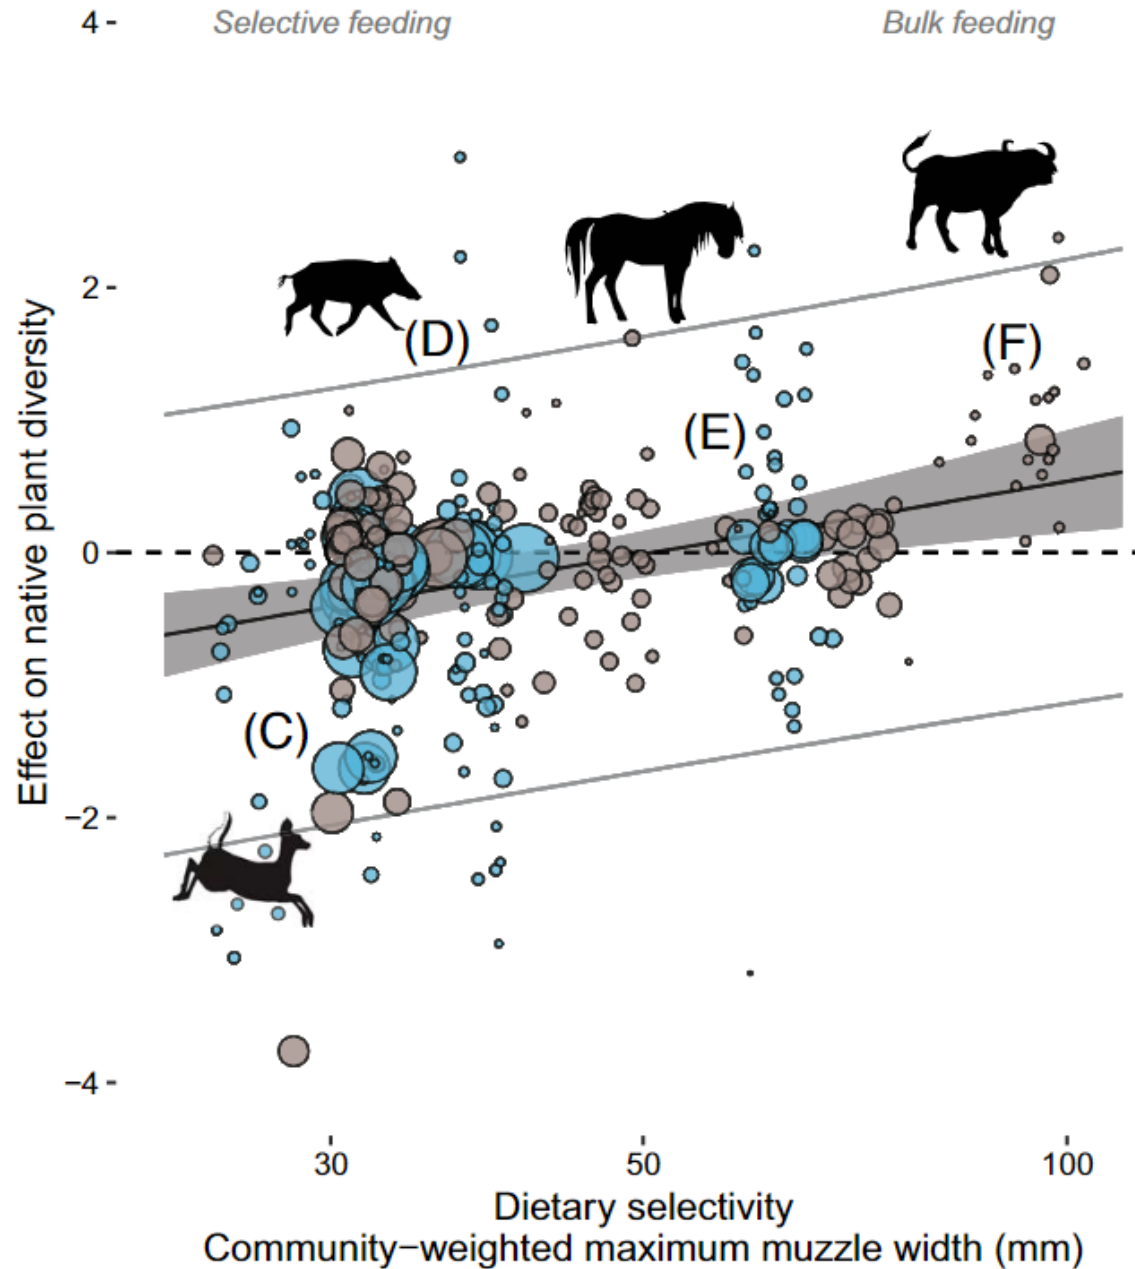 Selective feeding
Bulk feeding
4
2
0
−2
−4
Effect on native plant diversity
(D)
(F)
(E)
(C)
30
50
100
Dietary selectivity
Community−weighted maximum muzzle width (mm)